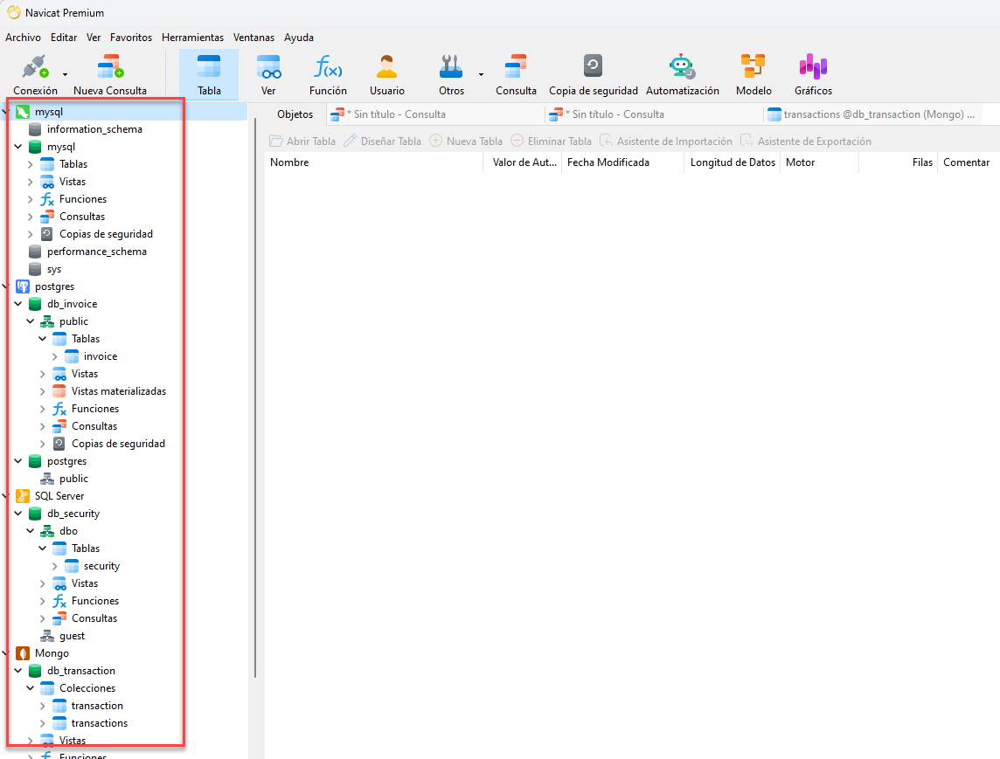 Navicat Premium
Archivo Editar Ver Favoritos Herramientas Ventanas Ayuda
Conexión Nueva Consulta Tabla Ver Función Usuario Otros Consulta Copia de seguridad Automatización Modelo Gráficos
Objetos * Sin título - Consulta * Sin título - Consulta transactions @db_transaction (Mongo) ...
Abrir Tabla Diseñar Tabla Nueva Tabla Eliminar Tabla Asistente de Importación Asistente de Exportación
Nombre Valor de Aut... Fecha Modificada Longitud de Datos Motor Filas Comentar
mysql
information_schema
mysql
Tablas
Vistas
Funciones
Consultas
Copias de seguridad
performance_schema
sys
postgres
db_invoice
public
Tablas
invoice
Vistas
Vistas materializadas
Funciones
Consultas
Copias de seguridad
postgres
public
SQL Server
db_security
dbo
Tablas
security
Vistas
Funciones
Consultas
guest
Mongo
db_transaction
Colecciones
transaction
transactions
Vistas
Funciones